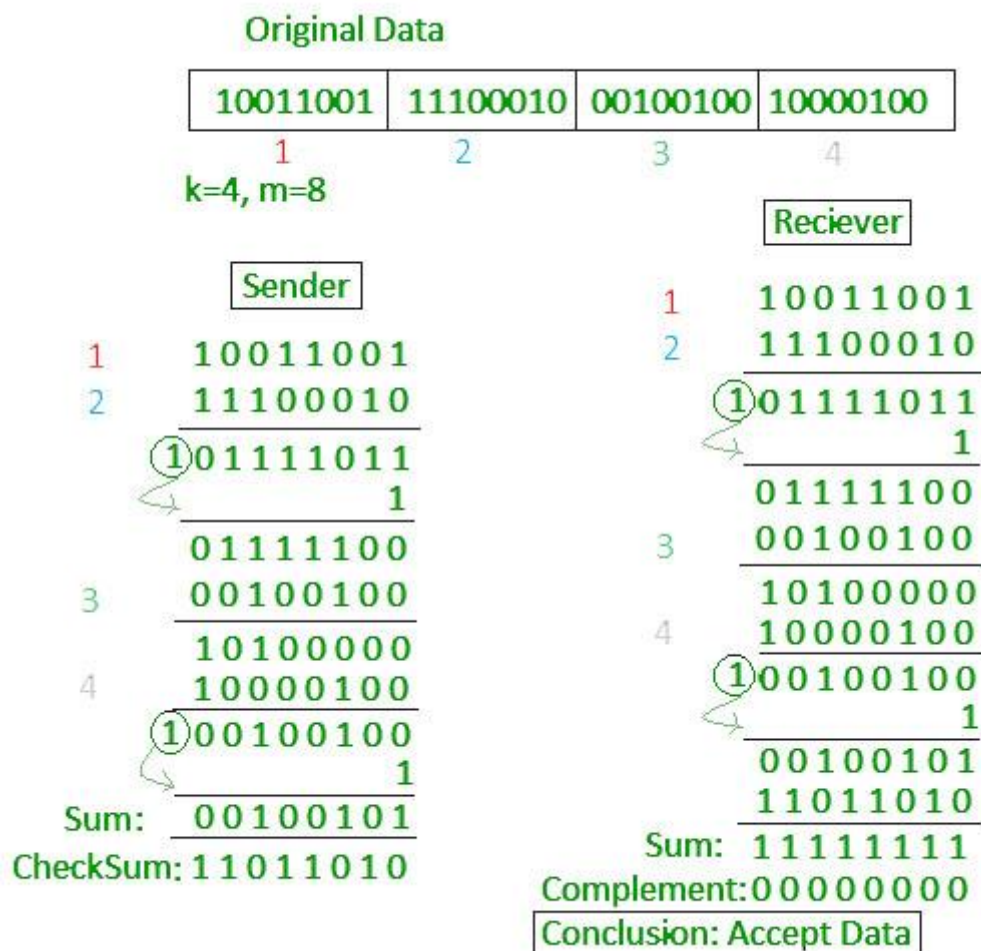 Original Data
10011001 11100010 00100100 10000100
1 2 3 4
k=4, m=8
Sender
1 10011001
2 11100010
1 01111011
1
01111100
3 00100100
10100000
4 10000100
1 00100100
1
Sum: 00100101
CheckSum: 11011010
Reciever
1 10011001
2 11100010
1 01111011
1
01111100
3 00100100
10100000
4 10000100
1 00100100
1
00100101
11011010
Sum: 11111111
Complement: 00000000
Conclusion: Accept Data